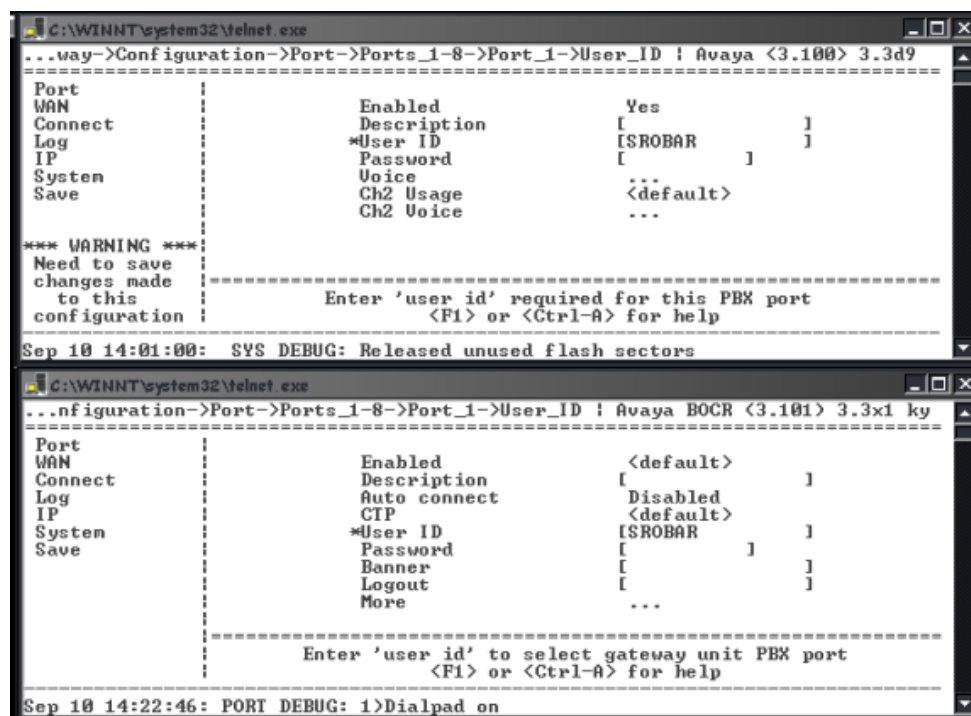 C:\WINNT\system32\telnet.exe
...way->Configuration->Port->Ports_1-8->Port_1->User_ID ¦ Avaya <3.100> 3.3d9
Port
WAN Enabled Yes
Connect Description [ ]
Log *User ID [SROBAR ]
IP Password [ ]
System Voice ...
Save Ch2 Usage <default>
Ch2 Voice ...
*** WARNING ***
Need to save
changes made
to this Enter 'user id' required for this PBX port
configuration <F1> or <Ctrl-A> for help
Sep 10 14:01:00: SYS DEBUG: Released unused flash sectors
C:\WINNT\system32\telnet.exe
...nfiguration->Port->Ports_1-8->Port_1->User_ID ¦ Avaya BOCR <3.101> 3.3x1 ky
Port
WAN Enabled <default>
Connect Description [ ]
Log Auto connect Disabled
IP CTP <default>
System *User ID [SROBAR ]
Save Password [ ]
Banner [ ]
Logout [ ]
More ...
Enter 'user id' to select gateway unit PBX port
<F1> or <Ctrl-A> for help
Sep 10 14:22:46: PORT DEBUG: 1>Dialpad on